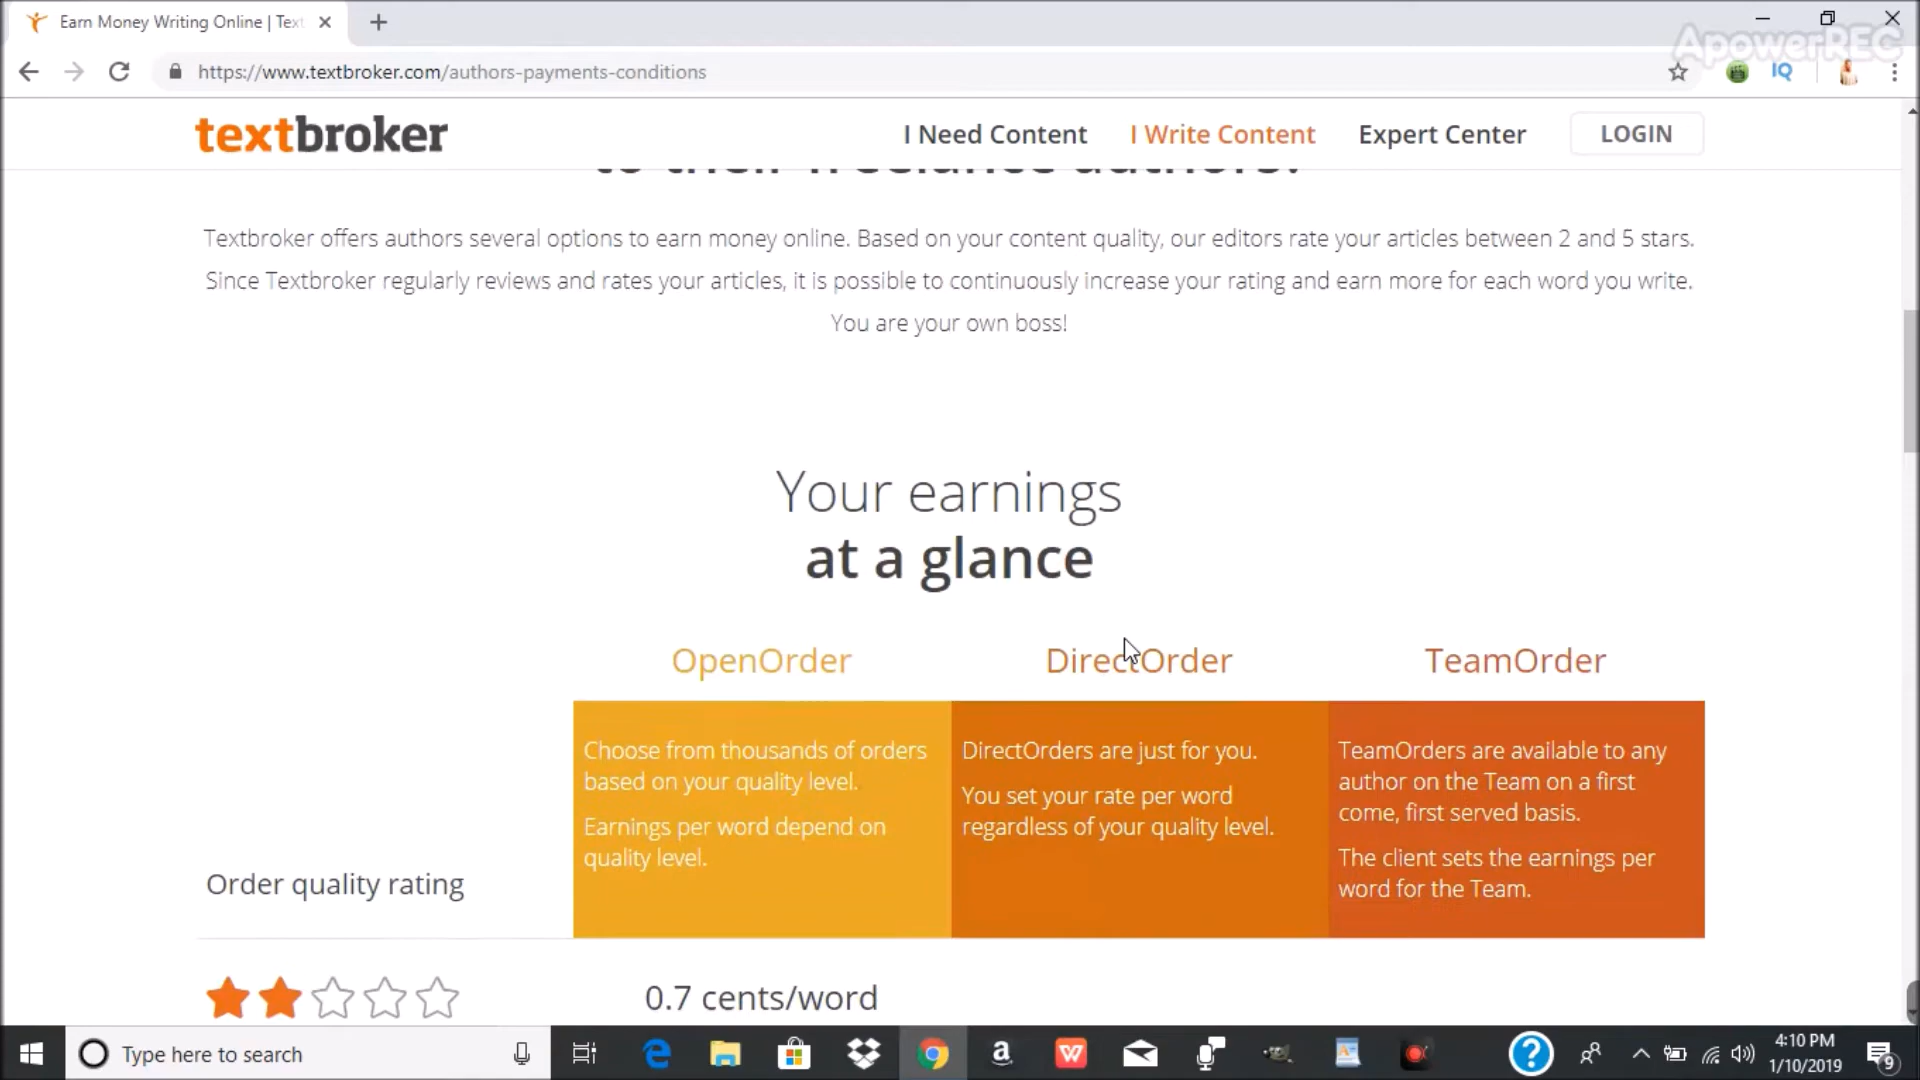 Earn Money Writing Online | Tex
ApowerREC
https://www.textbroker.com/authors-payments-conditions
IQ
textbroker
I Need Content
I Write Content
Expert Center
LOGIN
to their freelance authors.
Textbroker offers authors several options to earn money online. Based on your content quality, our editors rate your articles between 2 and 5 stars.
Since Textbroker regularly reviews and rates your articles, it is possible to continuously increase your rating and earn more for each word you write.
You are your own boss!
Your earnings
at a glance
OpenOrder
DirectOrder
TeamOrder
Choose from thousands of orders
based on your quality level.
Earnings per word depend on
quality level.
DirectOrders are just for you.
You set your rate per word
regardless of your quality level.
TeamOrders are available to any
author on the Team on a first
come, first served basis.
The client sets the earnings per
word for the Team.
Order quality rating
0.7 cents/word
Type here to search
4:10 PM
1/10/2019
9